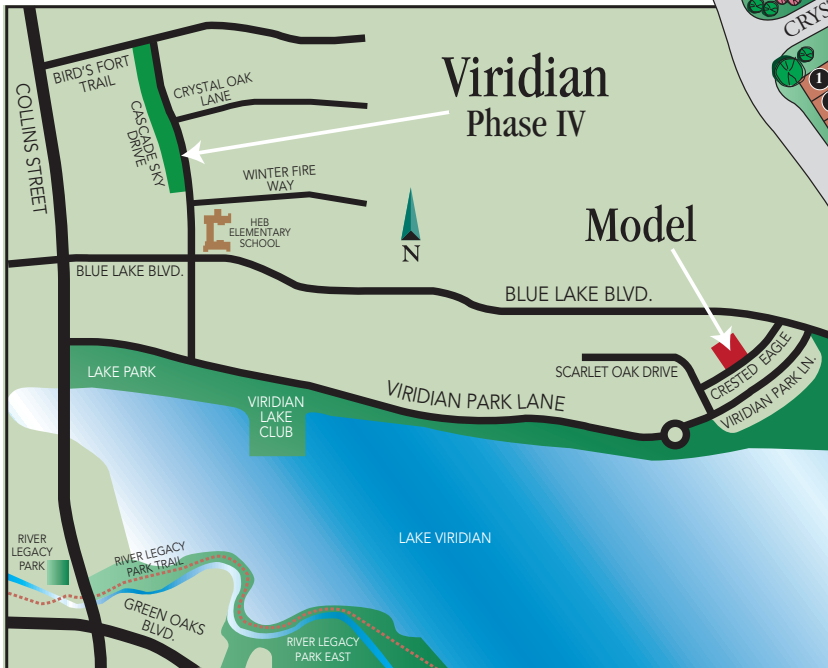 CRYS
1
BIRD'S FORT
TRAIL
COLLINS STREET
CRYSTAL OAK
LANE
CASCADE SKY
DRIVE
Viridian
Phase IV
WINTER FIRE
WAY
HEB
ELEMENTARY
SCHOOL
N
Model
BLUE LAKE BLVD.
BLUE LAKE BLVD.
SCARLET OAK DRIVE
CRESTED EAGLE
VIRIDIAN PARK LN.
LAKE PARK
VIRIDIAN
LAKE
CLUB
VIRIDIAN PARK LANE
LAKE VIRIDIAN
RIVER
LEGACY
PARK
RIVER LEGACY
PARK TRAIL
GREEN OAKS
BLVD.
RIVER LEGACY
PARK EAST